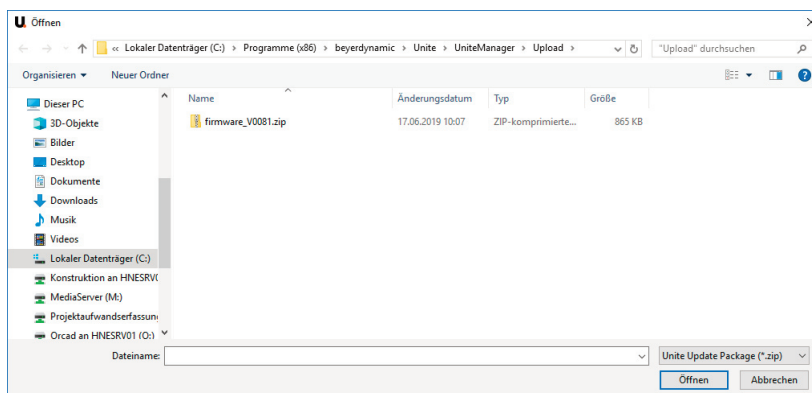 U Öffnen
« Lokaler Datenträger (C:) › Programme (x86) › beyerdynamic › Unite › UniteManager › Upload ›
"Upload" durchsuchen
Organisieren
Neuer Ordner
?
Name Änderungsdatum Typ Größe
firmware_V0081.zip 17.06.2019 10:07 ZIP-komprimierte... 865 KB
Dieser PC
3D-Objekte
Bilder
Desktop
Dokumente
Downloads
Musik
Videos
Lokaler Datenträger (C:)
Konstruktion an HNESRV0
MediaServer (M:)
Projektaufwandserfassun
Orcad an HNESRV01 (O:)
Dateiname:
Unite Update Package (*.zip)
Öffnen Abbrechen